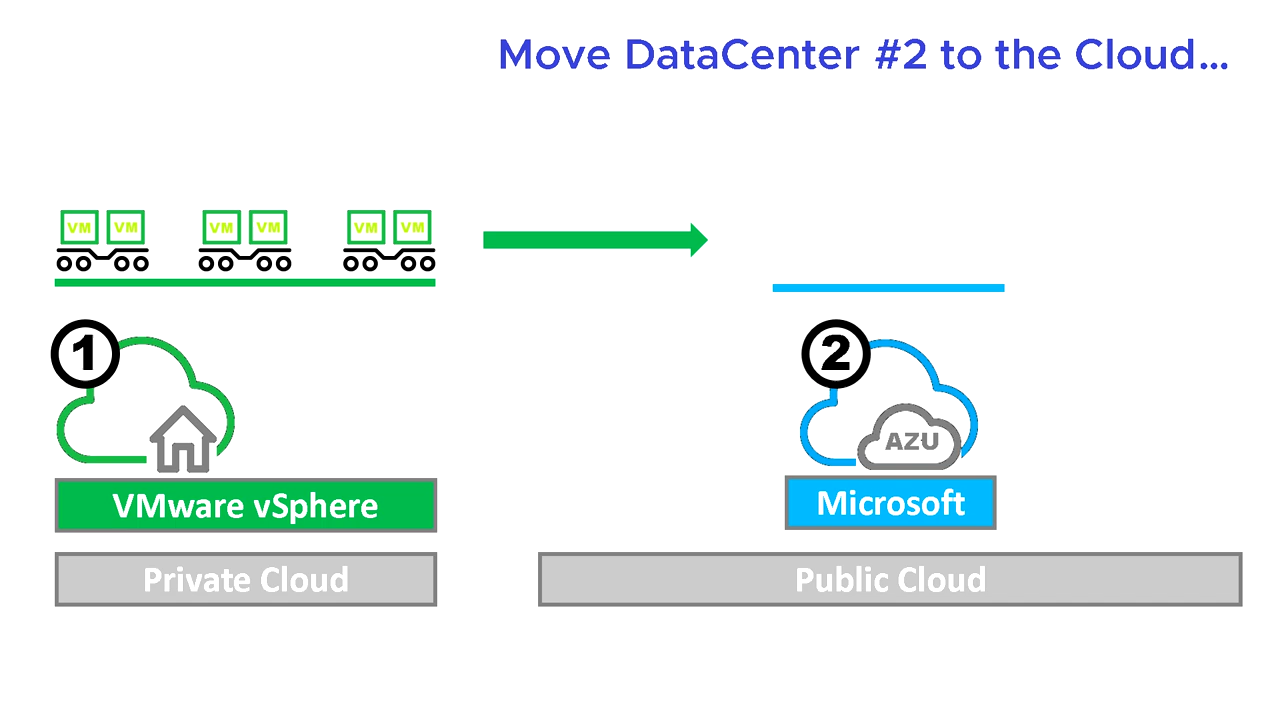 Move DataCenter #2 to the Cloud...
VM VM VM VM VM VM
1 2
AZU
VMware vSphere Microsoft
Private Cloud Public Cloud